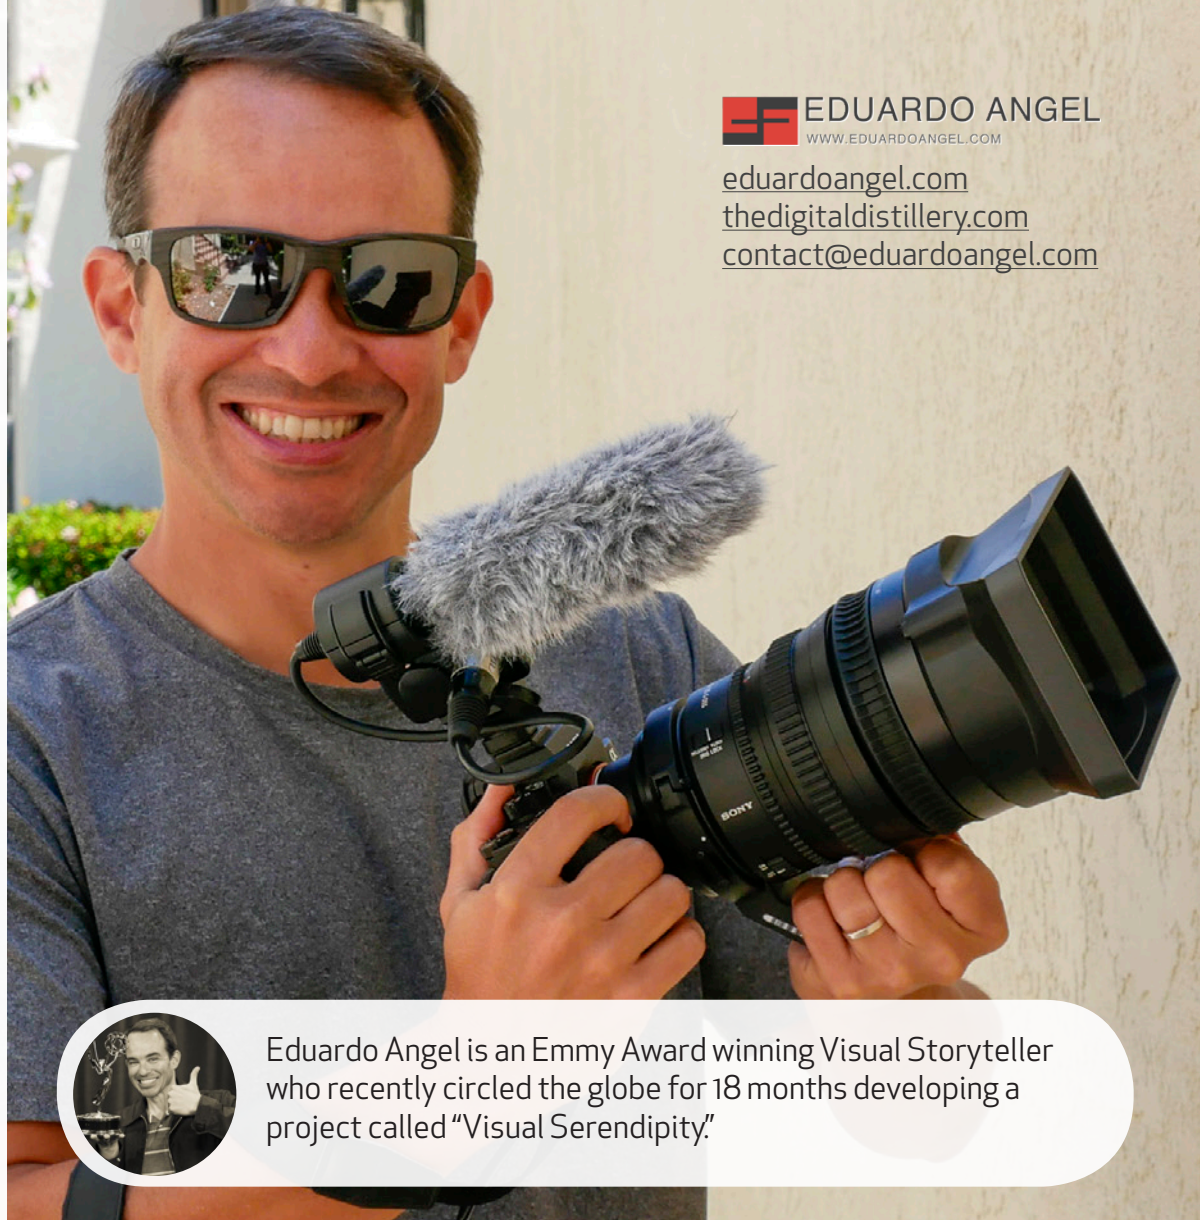 EDUARDO ANGEL
WWW.EDUARDOANGEL.COM
eduardoangel.com
thedigitaldistillery.com
contact@eduardoangel.com
SONY
Eduardo Angel is an Emmy Award winning Visual Storyteller
who recently circled the globe for 18 months developing a
project called “Visual Serendipity.”